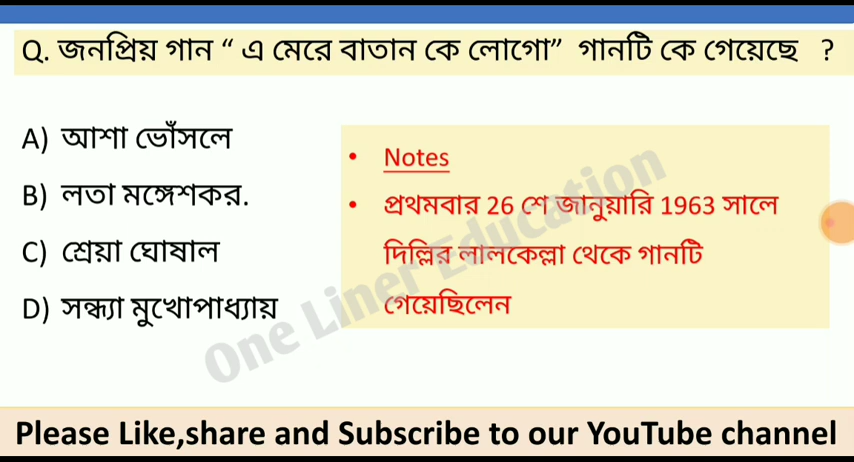 Q. জনপ্রিয় গান “ এ মেরে বাতান কে লোগো” গানটি কে গেয়েছে ?
A) আশা ভোঁসলে
B) লতা মঙ্গেশকর.
C) শ্রেয়া ঘোষাল
D) সন্ধ্যা মুখোপাধ্যায়
• Notes
• প্রথমবার 26 শে জানুয়ারি 1963 সালে
দিল্লির লালকেল্লা থেকে গানটি
গেয়েছিলেন
One Liner Education
Please Like,share and Subscribe to our YouTube channel